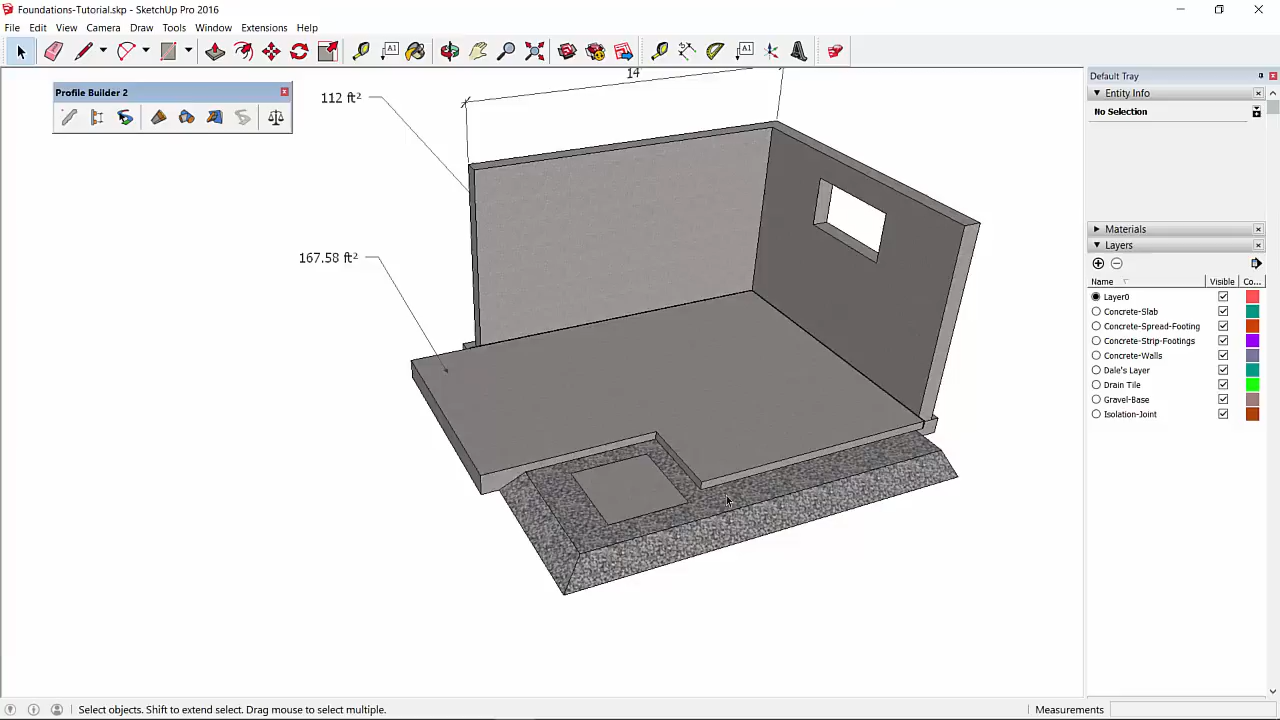 Foundations-Tutorial.skp - SketchUp Pro 2016
File Edit View Camera Draw Tools Window Extensions Help
A1 A1
Default Tray
Profile Builder 2
Entity Info
No Selection
14
112 ft²
167.58 ft²
Materials
Layers
Name Visible Co...
Layer0
Concrete-Slab
Concrete-Spread-Footing
Concrete-Strip-Footings
Concrete-Walls
Dale's Layer
Drain Tile
Gravel-Base
Isolation-Joint
Select objects. Shift to extend select. Drag mouse to select multiple.
Measurements